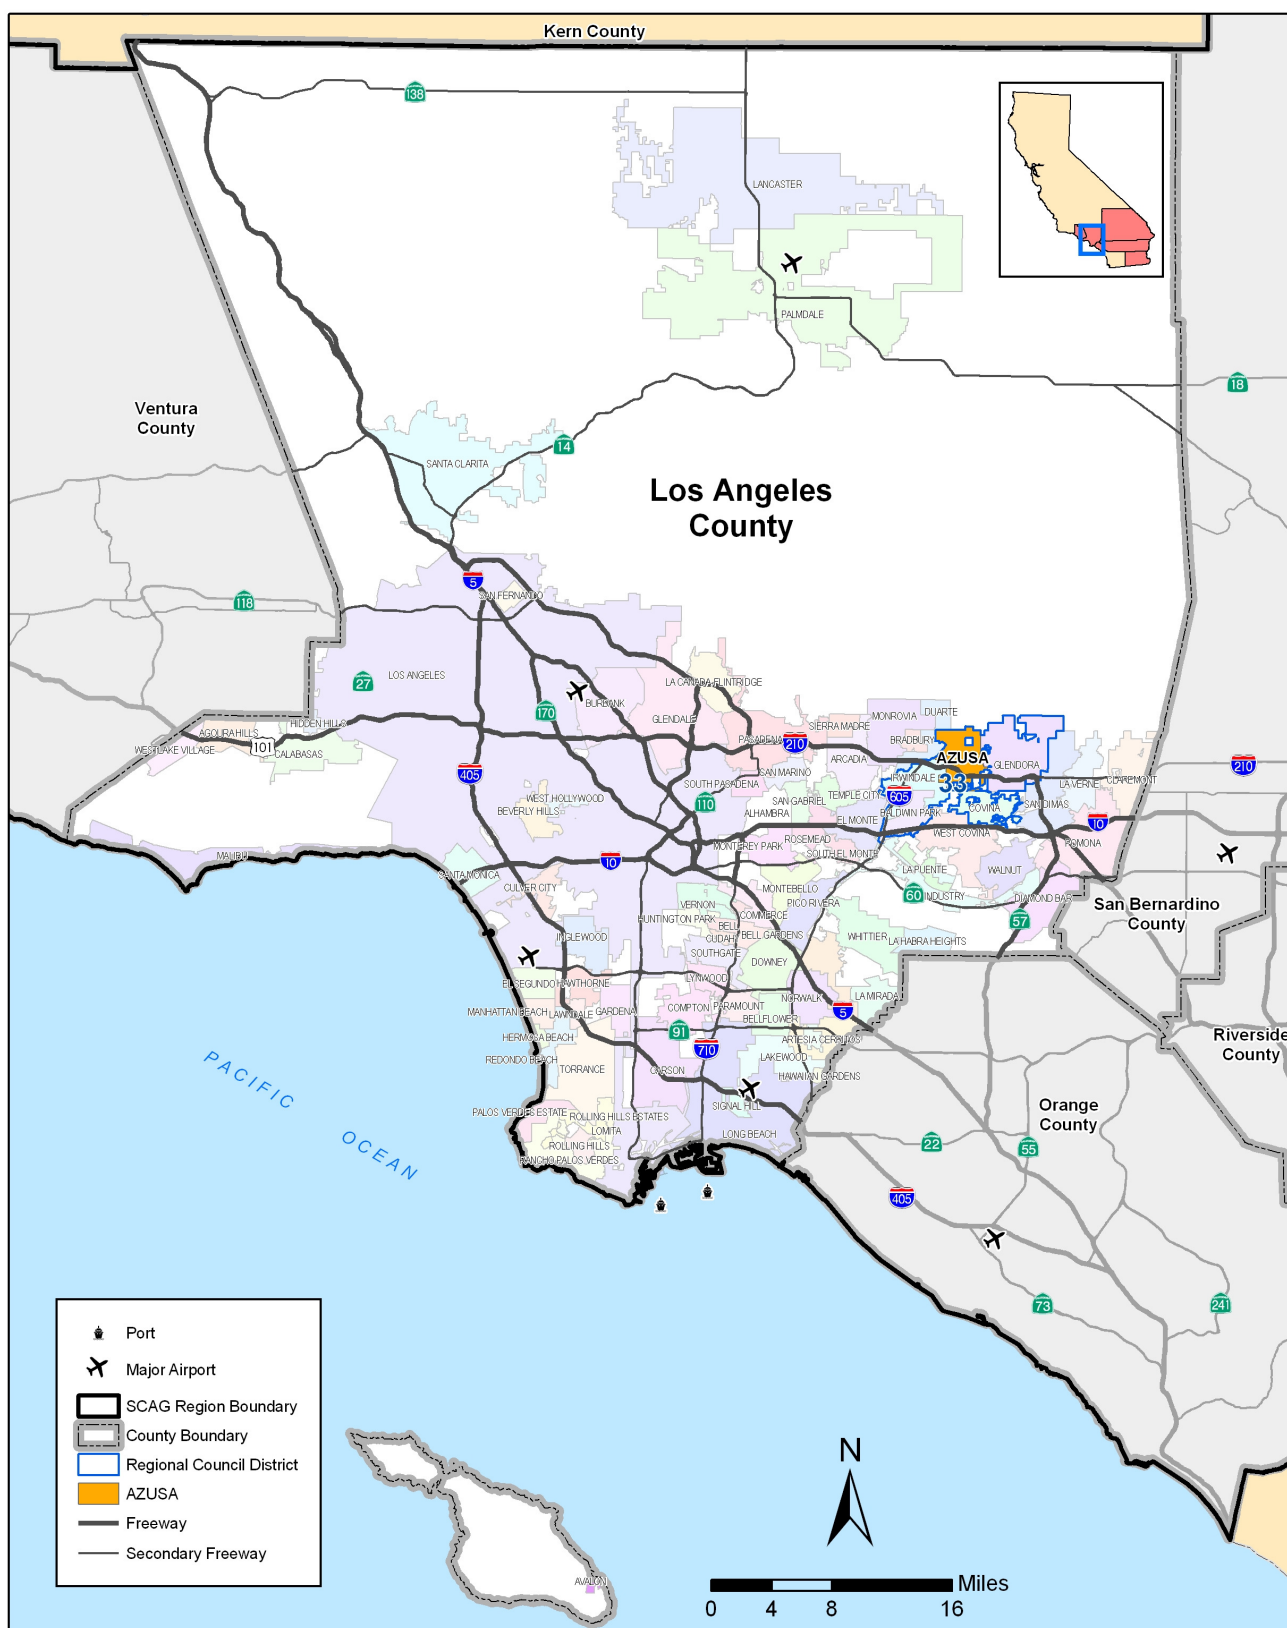 Kern County
138
LANCASTER
PALMDALE
18
Ventura
County
14
SANTA CLARITA
Los Angeles
County
5
SAN FERNANDO
118
LOS ANGELES
27
LA CANADA FLINTRIDGE
BURBANK
170
GLENDALE
SIERRA MADRE
MONROVIA
DUARTE
HIDDEN HILLS
AGOURA HILLS
101
WESTLAKE VILLAGE
CALABASAS
PASADENA
210
BRADBURY
ARCADIA
AZUSA
GLENDORA
210
405
SAN MARINO
SOUTH PASADENA
IRWINDALE
33
LA VERNE
CLAREMONT
WEST HOLLYWOOD
BEVERLY HILLS
110
SAN GABRIEL
TEMPLE CITY
605
ALHAMBRA
EL MONTE
BALDWIN PARK
COVINA
SAN DIMAS
10
MONTEREY PARK
ROSEMEAD
SOUTH EL MONTE
WEST COVINA
POMONA
MALIBU
10
SANTA MONICA
LA PUENTE
WALNUT
CULVER CITY
MONTEBELLO
PICO RIVERA
60
INDUSTRY
DIAMOND BAR
57
San Bernardino
County
VERNON
HUNTINGTON PARK
COMMERCE
BELL
BELL GARDENS
CUDAHY
INGLEWOOD
WHITTIER
LA HABRA HEIGHTS
SOUTHGATE
DOWNEY
LYNWOOD
EL SEGUNDO
HAWTHORNE
NORWALK
LA MIRADA
MANHATTAN BEACH
LAWNDALE
GARDENA
COMPTON
PARAMOUNT
5
BELLFLOWER
HERMOSA BEACH
91
710
ARTESIA
CERRITOS
REDONDO BEACH
LAKEWOOD
TORRANCE
CARSON
HAWAIIAN GARDENS
Riverside
County
PACIFIC
OCEAN
PALOS VERDES ESTATE
ROLLING HILLS ESTATES
SIGNAL HILL
LOMITA
LONG BEACH
ROLLING HILLS
RANCHO PALOS VERDES
Orange
County
22
55
405
73
241
Port
Major Airport
SCAG Region Boundary
County Boundary
Regional Council District
AZUSA
Freeway
Secondary Freeway
AVALON
N
Miles
0 4 8 16